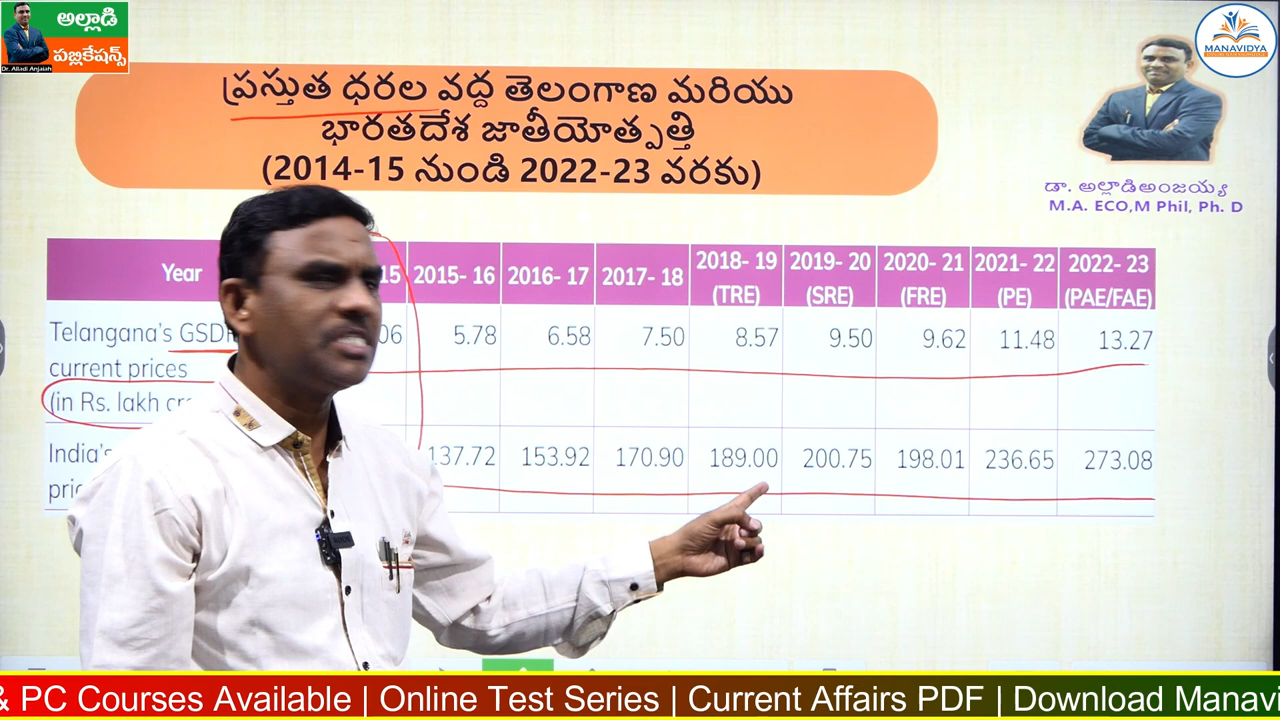 అల్లాడి
పబ్లికేషన్స్
Dr. Alladi Anjaiah
MANAVIDYA
ప్రస్తుత ధరల వద్ద తెలంగాణ మరియు
భారతదేశ జాతీయోత్పత్తి
(2014-15 నుండి 2022-23 వరకు)
డా. అల్లాడి అంజయ్య
M.A. ECO,M Phil, Ph. D
Year 15 2015- 16 2016- 17 2017- 18 2018- 19 (TRE) 2019- 20 (SRE) 2020- 21 (FRE) 2021- 22 (PE) 2022- 23 (PAE/FAE)
Telangana's GSD 06 5.78 6.58 7.50 8.57 9.50 9.62 11.48 13.27
current prices
(in Rs. lakh cr
India's 137.72 153.92 170.90 189.00 200.75 198.01 236.65 273.08
pric
& PC Courses Available | Online Test Series | Current Affairs PDF | Download Manavi